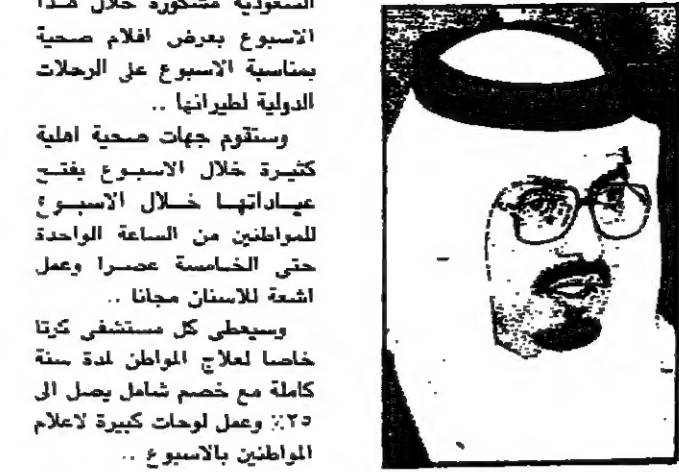 السعودية مشكورة خلال هذا
الاسبوع بعرض افلام صحية
بمناسبة الاسبوع على الرحلات
الدولية لطيرانها ..
وستقوم جهات صحية اهلية
كثيرة خلال الاسبوع بفتح
عياداتها خلال الاسبوع
للمواطنين من الساعة الواحدة
حتى الخامسة عصرا وعمل
اشعة للاسنان مجانا ..
وسيعطى كل مستشفى كرتا
خاصا لعلاج المواطن لمدة سنة
كاملة مع خصم شامل يصل الى
٢٥٪ وعمل لوحات كبيرة لاعلام
المواطنين بالاسبوع ..